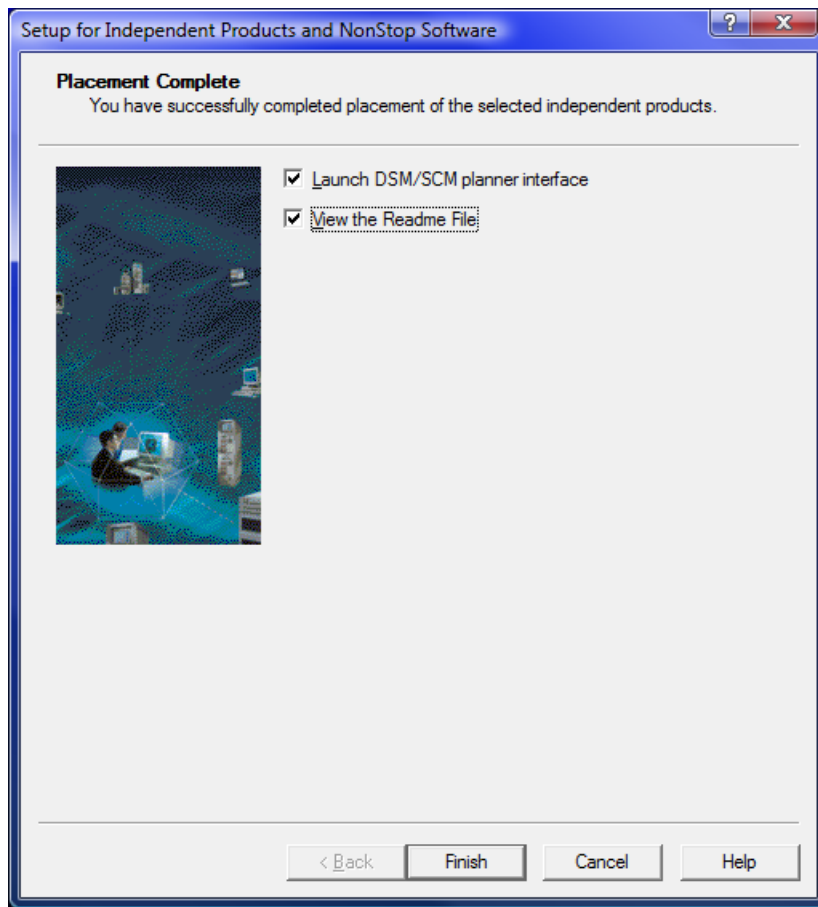 Setup for Independent Products and NonStop Software
Placement Complete
You have successfully completed placement of the selected independent products.
Launch DSM/SCM planner interface
View the Readme File
< Back
Finish
Cancel
Help